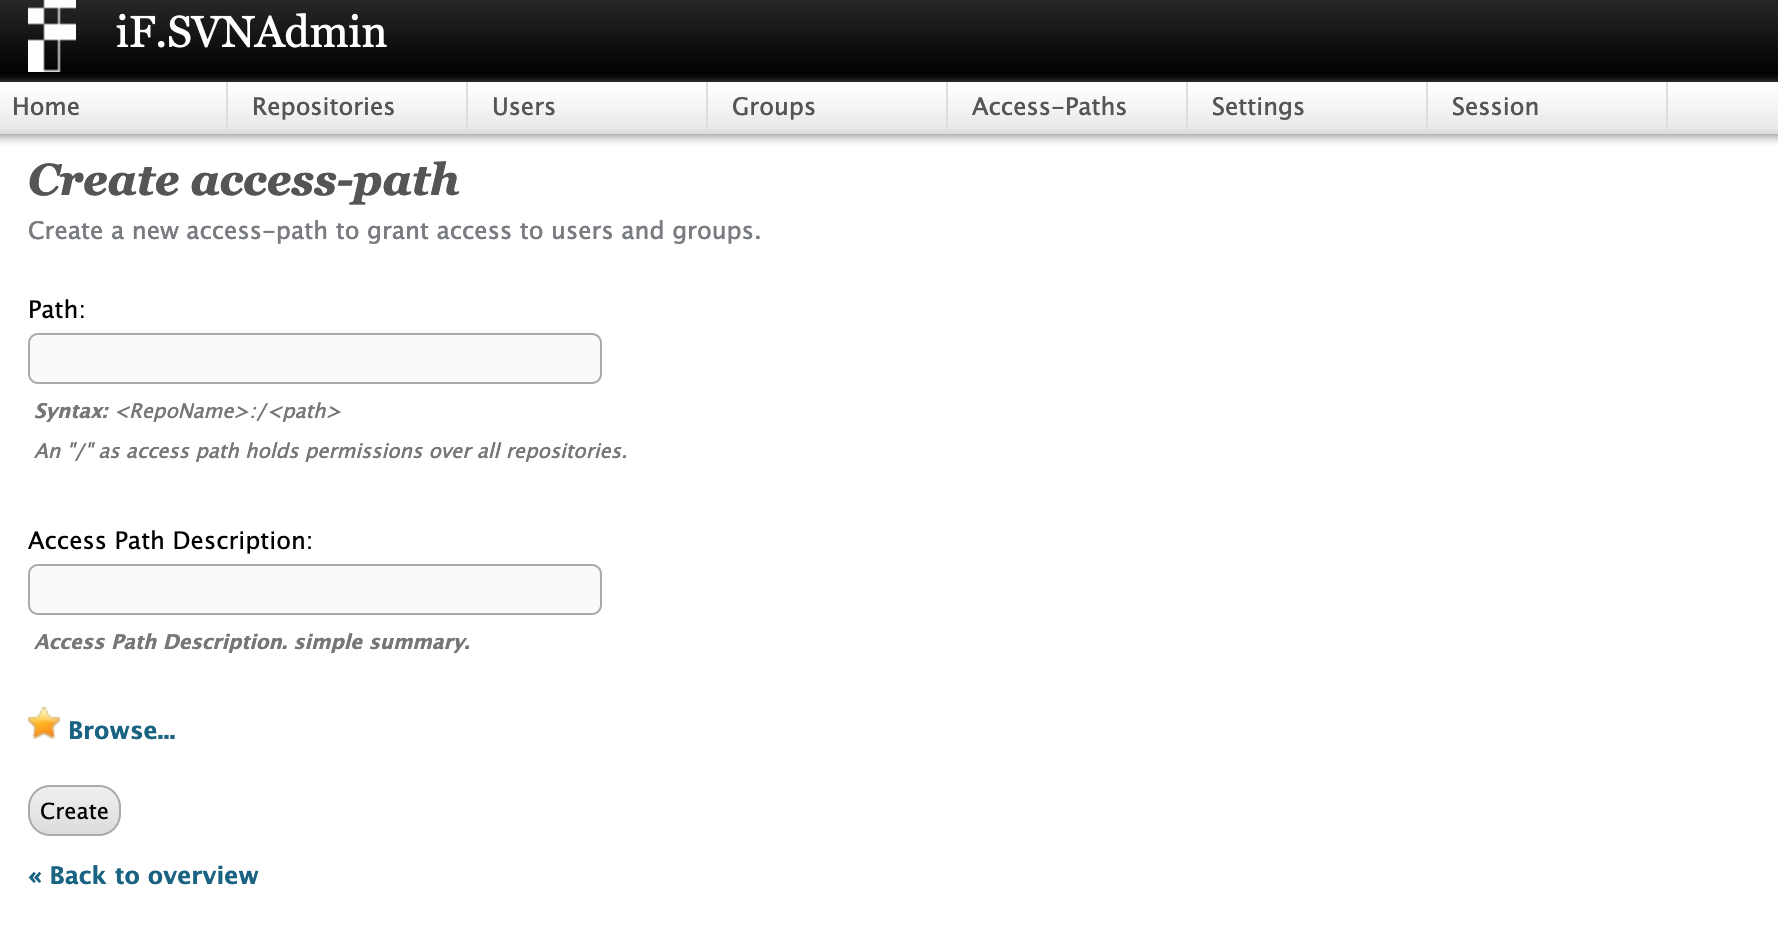 iF.SVNAdmin
Home Repositories Users Groups Access-Paths Settings Session
Create access-path
Create a new access-path to grant access to users and groups.
Path:
Syntax: <RepoName>:/<path>
An "/" as access path holds permissions over all repositories.
Access Path Description:
Access Path Description. simple summary.
Browse...
Create
« Back to overview